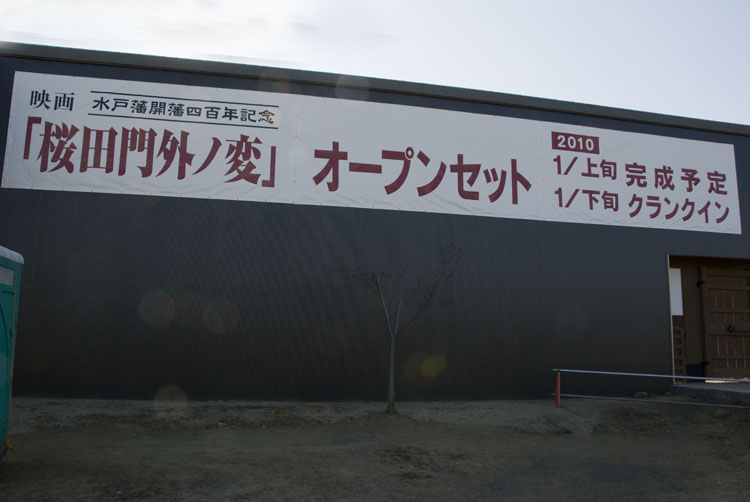 映画 水戸藩開藩四百年記念
「桜田門外ノ変」 オープンセット
2010
1/上旬 完成予定
1/下旬 クランクイン